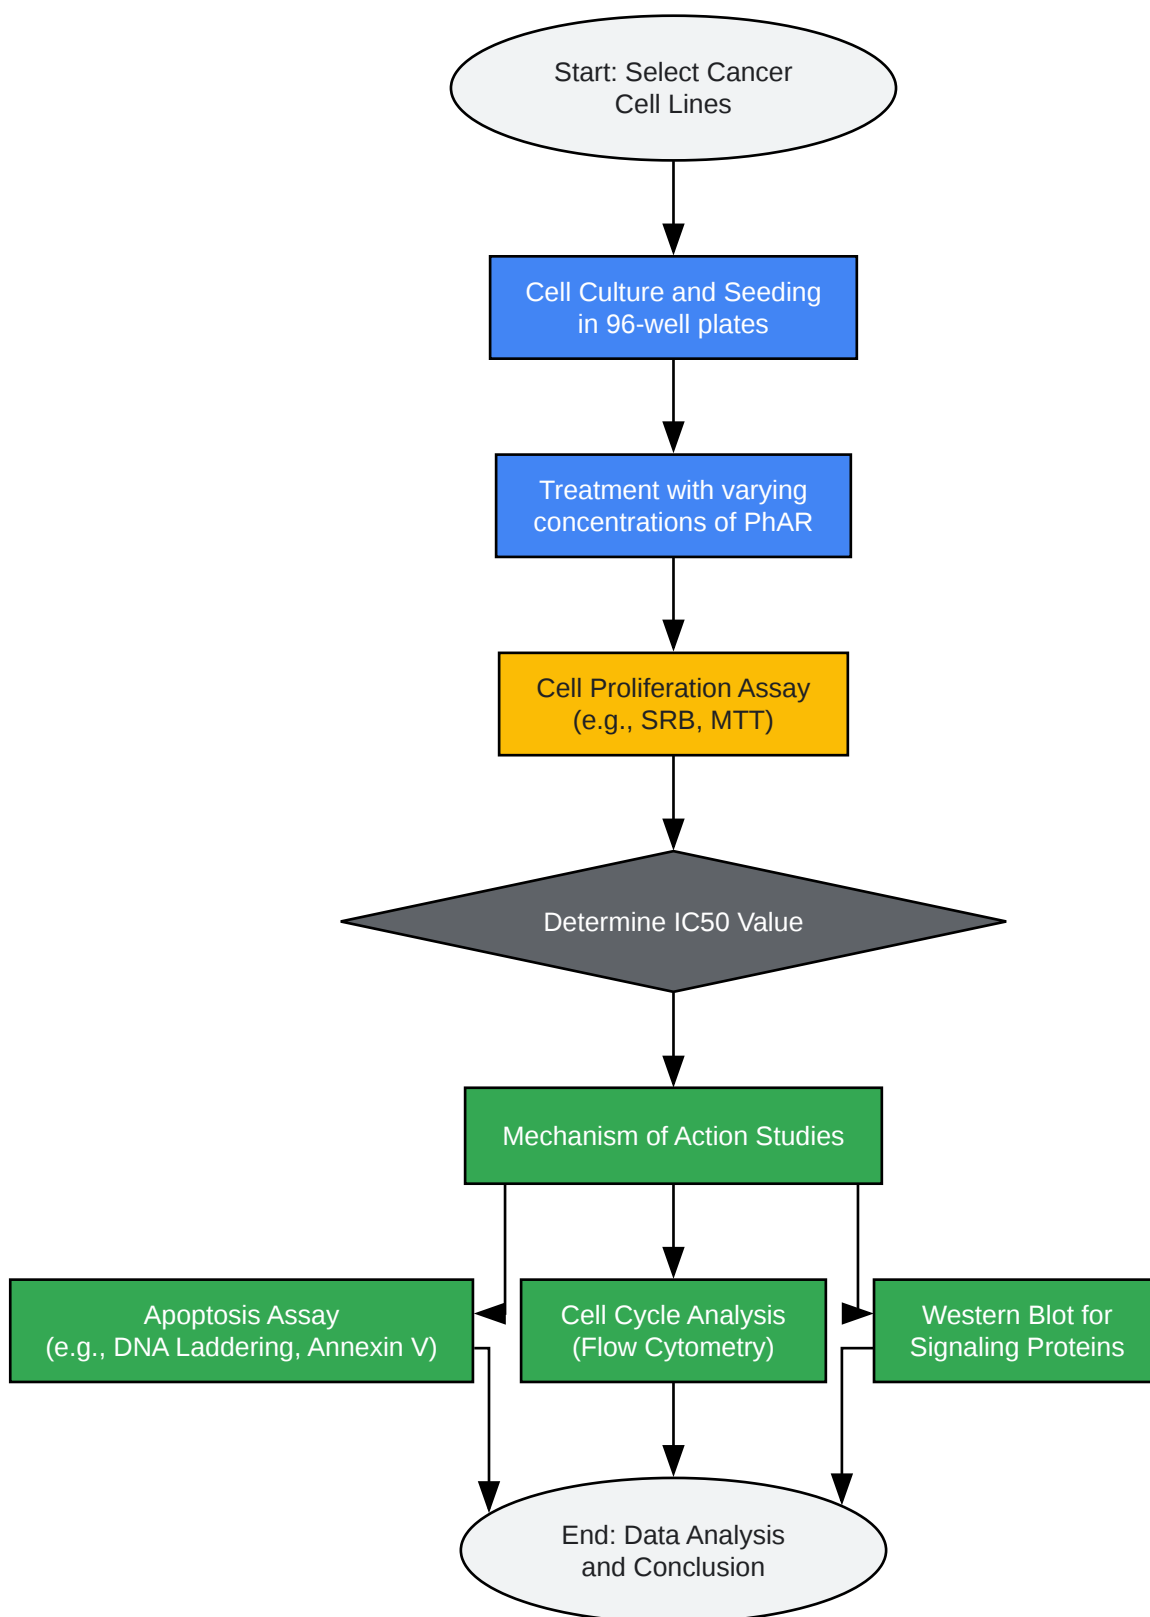 Start: Select Cancer
Cell Lines
Cell Culture and Seeding
in 96-well plates
Treatment with varying
concentrations of PhAR
Cell Proliferation Assay
(e.g., SRB, MTT)
Determine IC50 Value
Mechanism of Action Studies
Apoptosis Assay
(e.g., DNA Laddering, Annexin V)
Cell Cycle Analysis
(Flow Cytometry)
Western Blot for
Signaling Proteins
End: Data Analysis
and Conclusion